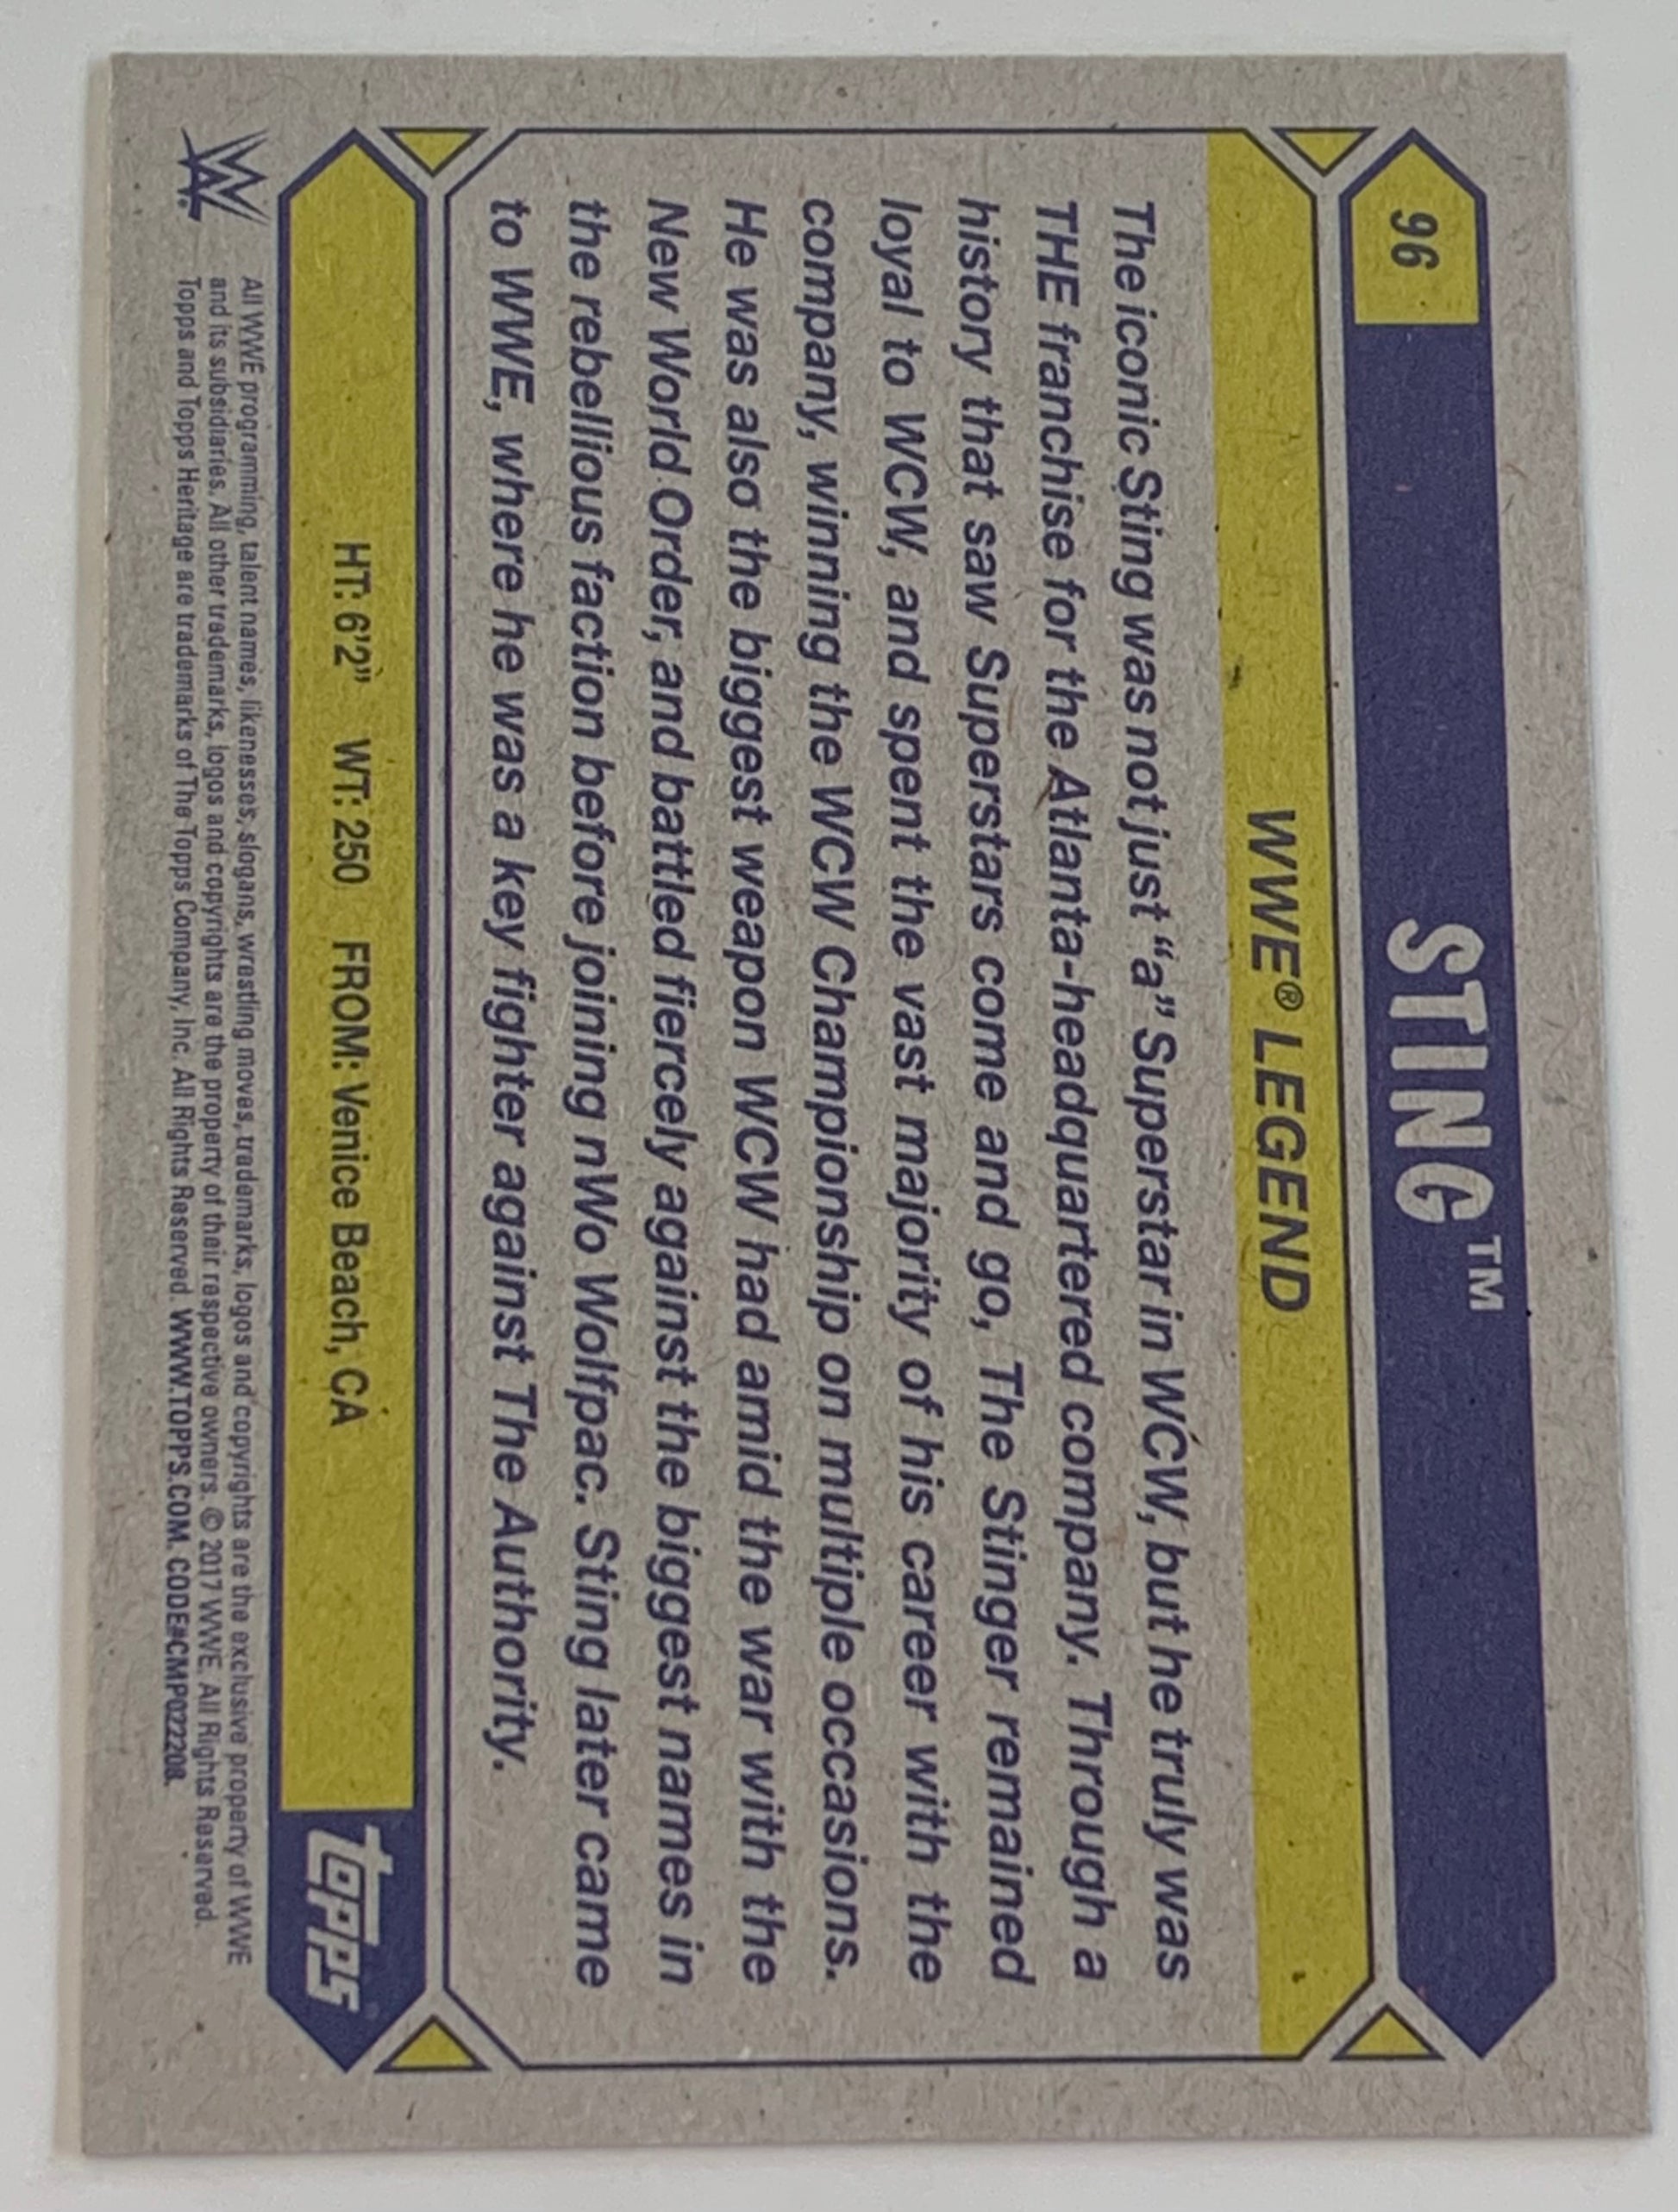 96
STING™
WWE® LEGEND
The iconic Sting was not just “a” Superstar in WCW, but he truly was
THE franchise for the Atlanta-headquartered company. Through a
history that saw Superstars come and go, The Stinger remained
loyal to WCW, and spent the vast majority of his career with the
company, winning the WCW Championship on multiple occasions.
He was also the biggest weapon WCW had amid the war with the
New World Order, and battled fiercely against the biggest names in
the rebellious faction before joining nWo Wolfpac. Sting later came
to WWE, where he was a key fighter against The Authority.
HT: 6’2” WT: 250 FROM: Venice Beach, CA
topps
W
All WWE programming, talent names, likenesses, slogans, wrestling moves, trademarks, logos and copyrights are the exclusive property of WWE
and its subsidiaries. All other trademarks, logos and copyrights are the property of their respective owners. © 2017 WWE. All Rights Reserved.
Topps and Topps Heritage are trademarks of The Topps Company, Inc. All Rights Reserved. WWW.TOPPS.COM. CODE#CMP02220B.